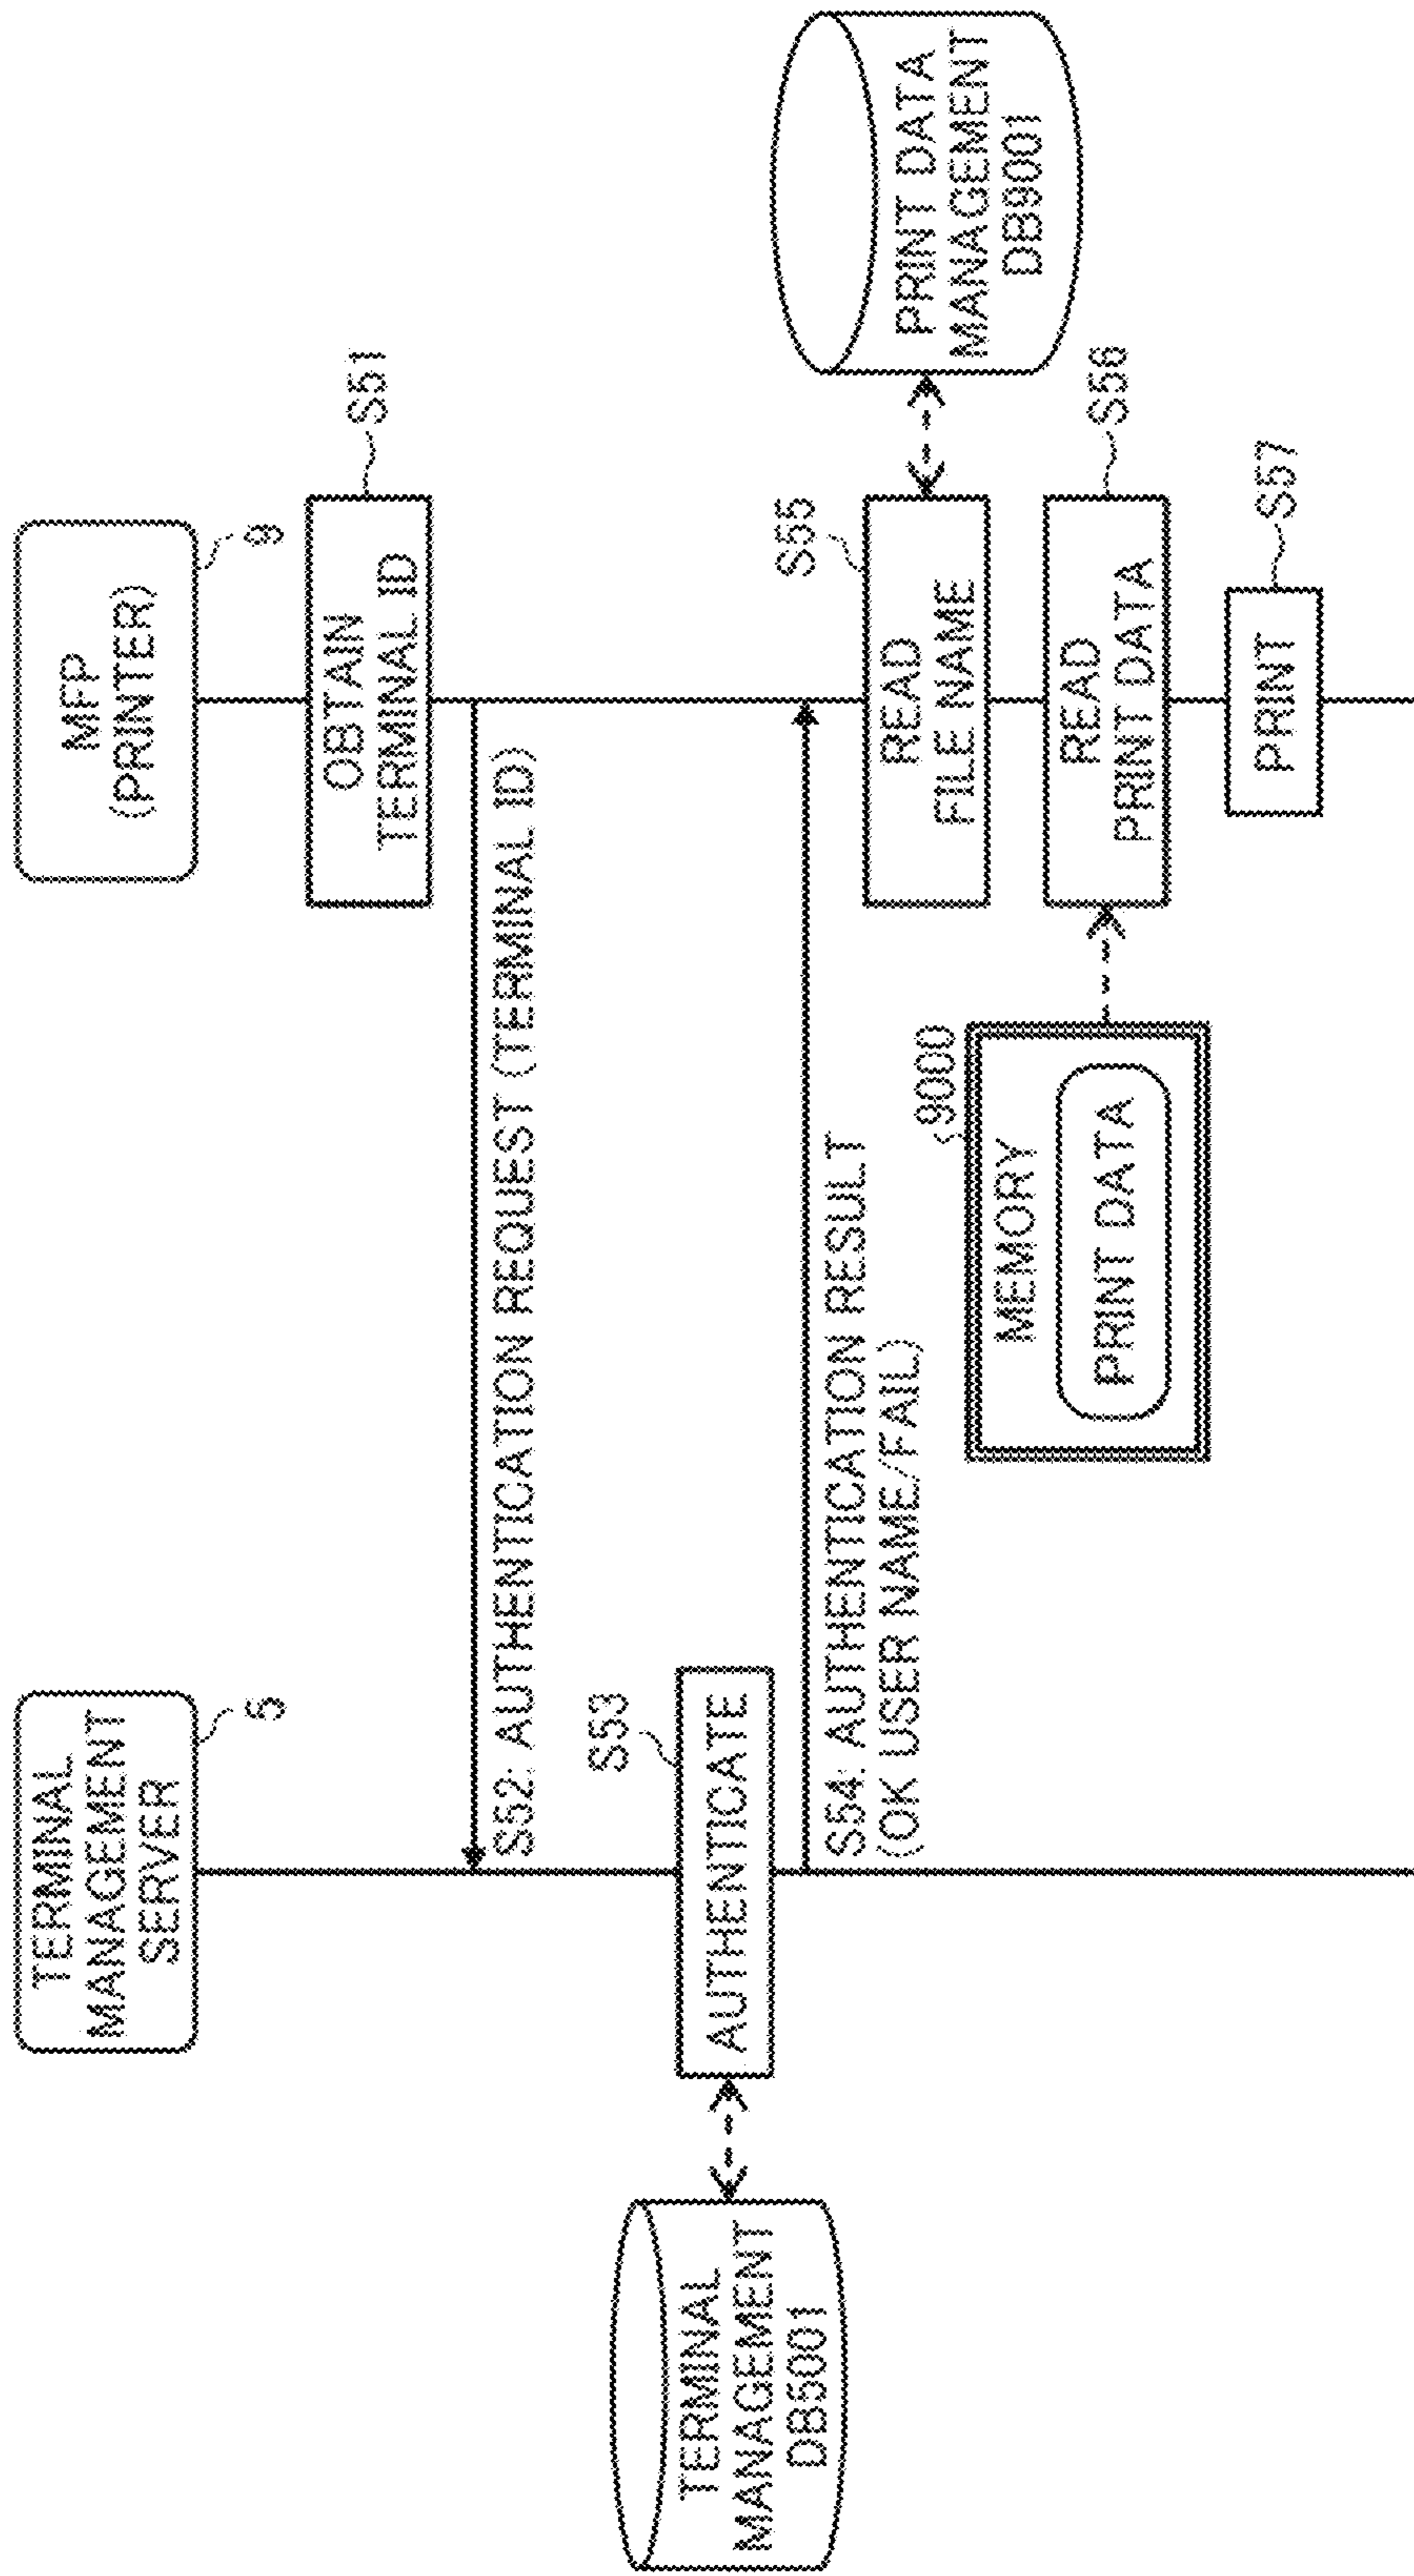 TERMINAL
MANAGEMENT
SERVER
5
MFP
(PRINTER)
9
OBTAIN
TERMINAL ID
S51
S52: AUTHENTICATION REQUEST (TERMINAL ID)
S53
AUTHENTICATE
TERMINAL
MANAGEMENT
DB5001
S54: AUTHENTICATION RESULT
(OK USER NAME/FAIL)
S55
READ
FILE NAME
PRINT DATA
MANAGEMENT
DB9001
9000
MEMORY
PRINT DATA
READ
PRINT DATA
S56
PRINT
S57